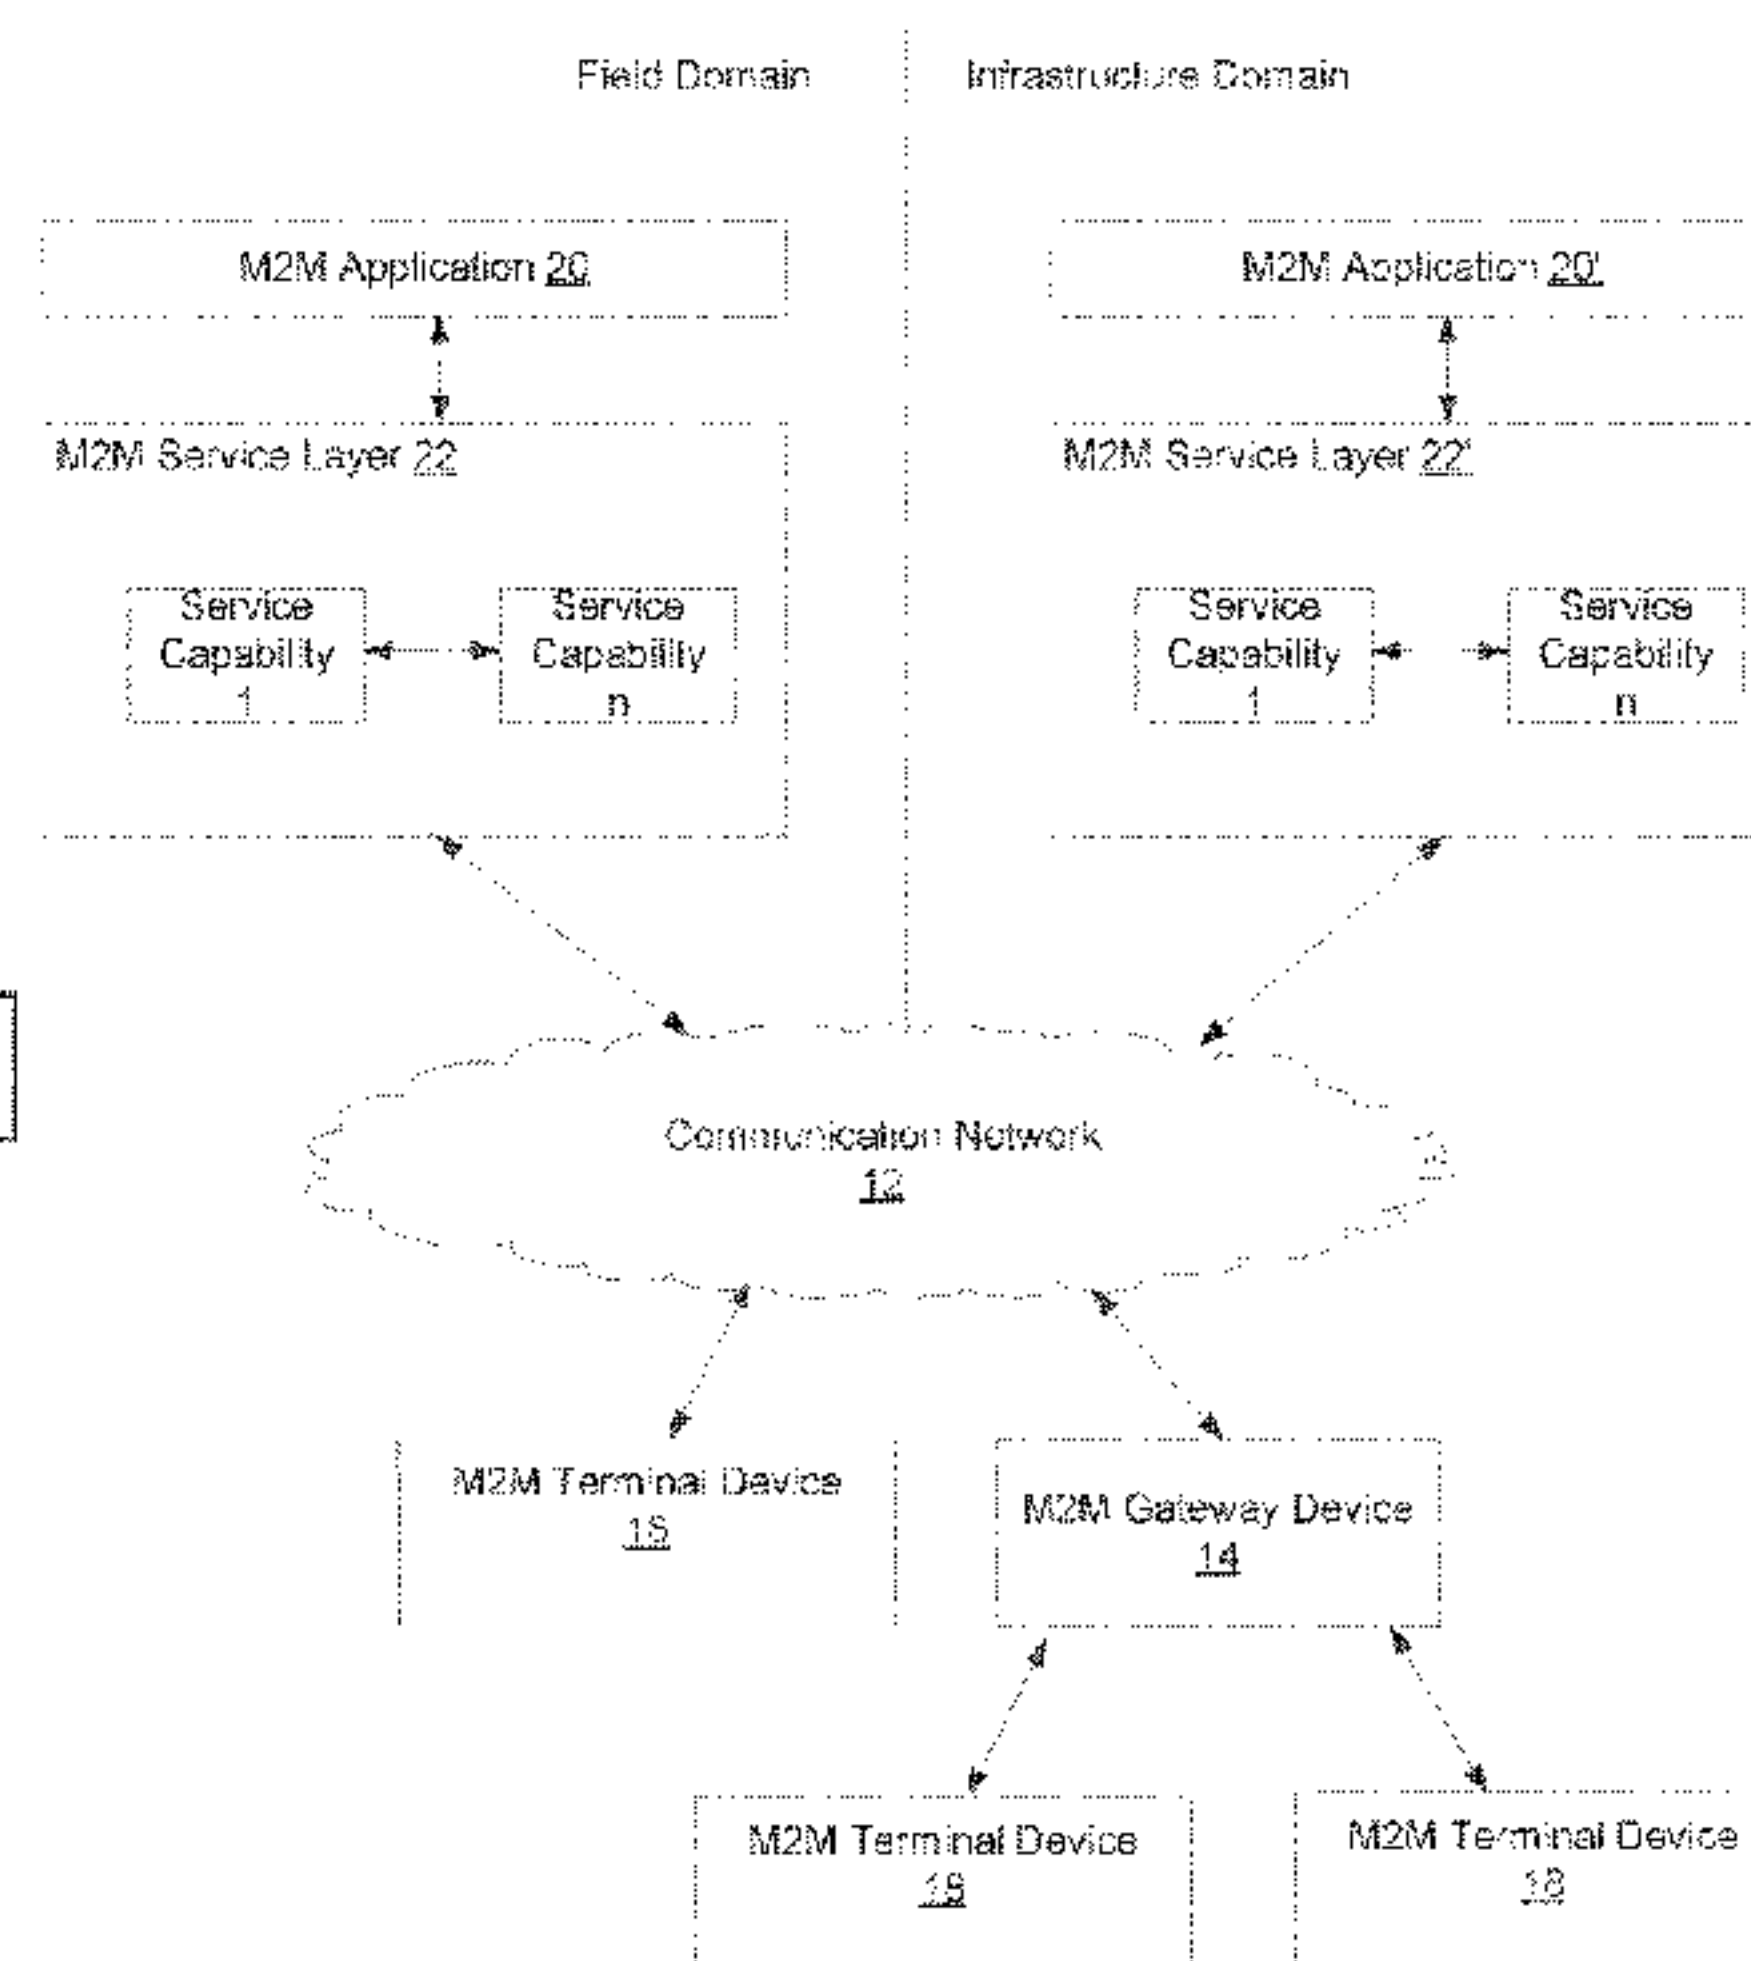 Field Domain
Infrastructure Domain
M2M Application 20
M2M Application 20'
M2M Service Layer 22
M2M Service Layer 22'
Service
Capability
1
Service
Capability
n
Service
Capability
1
Service
Capability
n
Communication Network
12
M2M Terminal Device
M2M Gateway Device
14
M2M Terminal Device
M2M Terminal Device
18